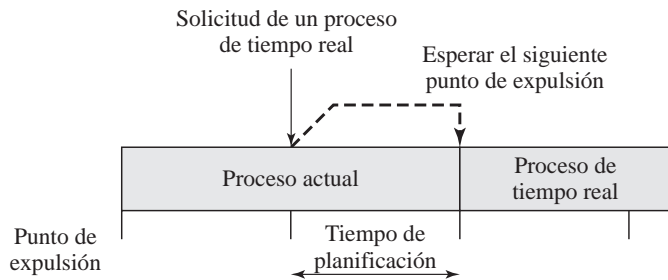 Solicitud de un proceso
de tiempo real
Esperar el siguiente
punto de expulsión
Proceso actual
Proceso de
tiempo real
Punto de
expulsión
Tiempo de
planificación